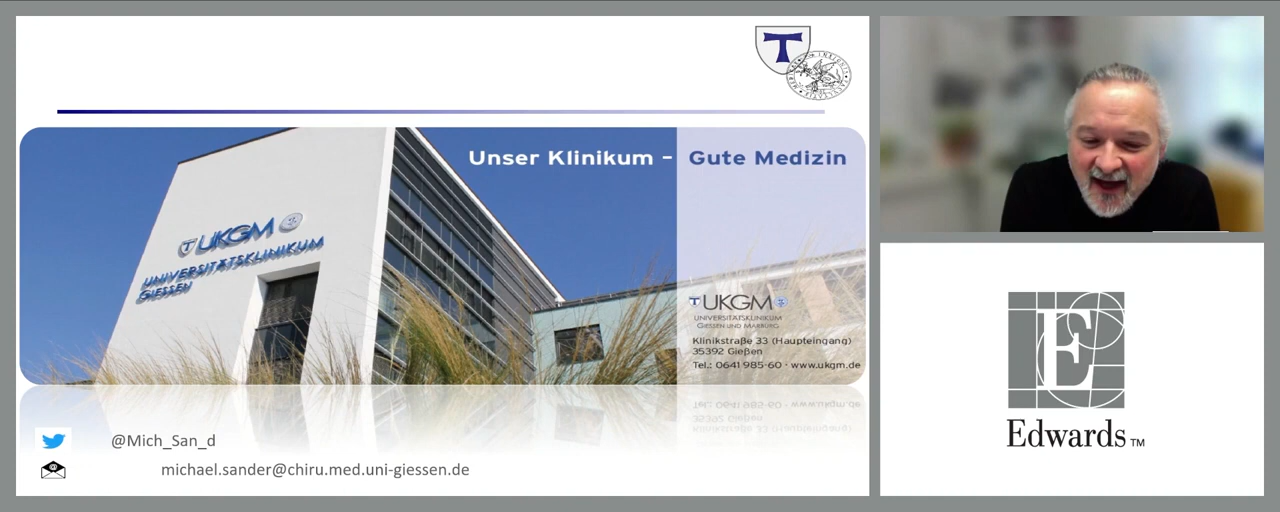 Unser Klinikum – Gute Medizin
UKGM
UNIVERSITÄTSKLINIKUM
GIESSEN
UKGM
UNIVERSITÄTSKLINIKUM
GIESSEN UND MARBURG
Klinikstraße 33 (Haupteingang)
35392 Gießen
Tel.: 0641 985-60 · www.ukgm.de
@Mich_San_d
michael.sander@chiru.med.uni-giessen.de
E
Edwards™